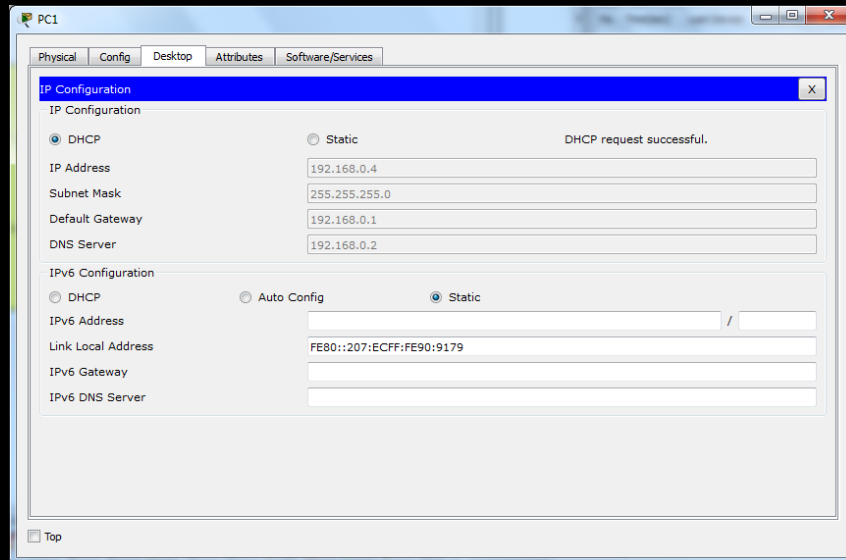 PC1
Physical Config Desktop Attributes Software/Services
IP Configuration X
IP Configuration
DHCP Static DHCP request successful.
IP Address 192.168.0.4
Subnet Mask 255.255.255.0
Default Gateway 192.168.0.1
DNS Server 192.168.0.2
IPv6 Configuration
DHCP Auto Config Static
IPv6 Address /
Link Local Address FE80::207:ECFF:FE90:9179
IPv6 Gateway
IPv6 DNS Server
Top